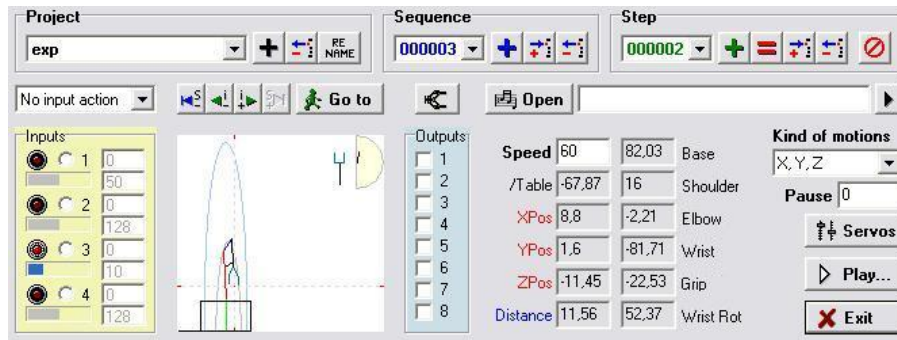 Project
Sequence
Step
exp
RE NAME
000003
000002
No input action
S
i
i
Go to
Open
Inputs
1 0
50
2 0
128
3 0
10
4 0
128
Outputs
1
2
3
4
5
6
7
8
Speed 60 82,03 Base
/Table -67,87 16 Shoulder
XPos 8,8 -2,21 Elbow
YPos 1,6 -81,71 Wrist
ZPos -11,45 -22,53 Grip
Distance 11,56 52,37 Wrist Rot
Kind of motions
X,Y,Z
Pause 0
Servos
Play...
Exit